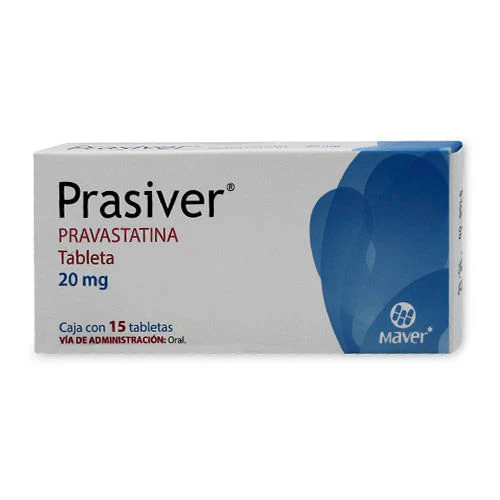 Prasiver®
PRAVASTATINA
Tableta
20 mg
Caja con 15 tabletas
VÍA DE ADMINISTRACIÓN: Oral.
Maver®